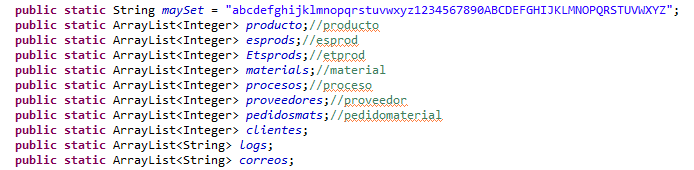 public static String maySet = "abcdefghijklmnopqrstuvwxyz1234567890ABCDEFGHIJKLMNOPQRSTUVWXYZ";
public static ArrayList<Integer> producto;//producto
public static ArrayList<Integer> esprods;//esprod
public static ArrayList<Integer> Etsprods;//etprod
public static ArrayList<Integer> materials;//material
public static ArrayList<Integer> procesos;//proceso
public static ArrayList<Integer> proveedores;//proveedor
public static ArrayList<Integer> pedidosmats;//pedidomaterial
public static ArrayList<Integer> clientes;
public static ArrayList<String> logs;
public static ArrayList<String> correos;